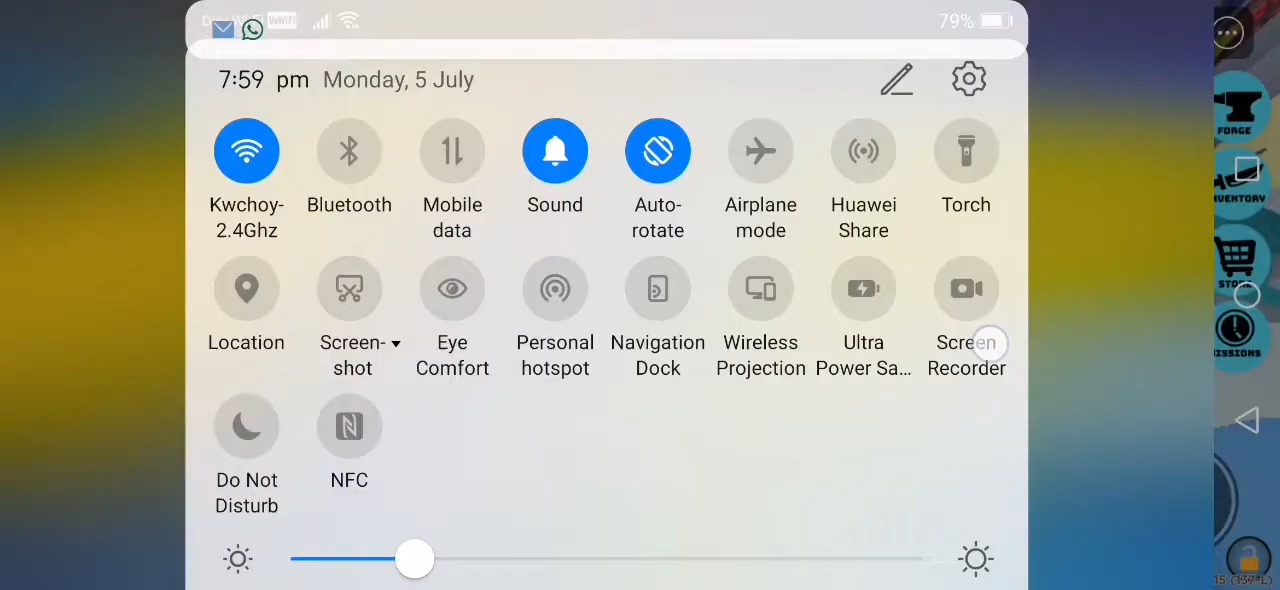 VoWiFi 79%
7:59 pm Monday, 5 July
Kwchoy-2.4Ghz
Bluetooth
Mobile data
Sound
Auto-rotate
Airplane mode
Huawei Share
Torch
Location
Screen-shot
Eye Comfort
Personal hotspot
Navigation Dock
Wireless Projection
Ultra Power Sa...
Screen Recorder
Do Not Disturb
NFC
FORGE
STOR